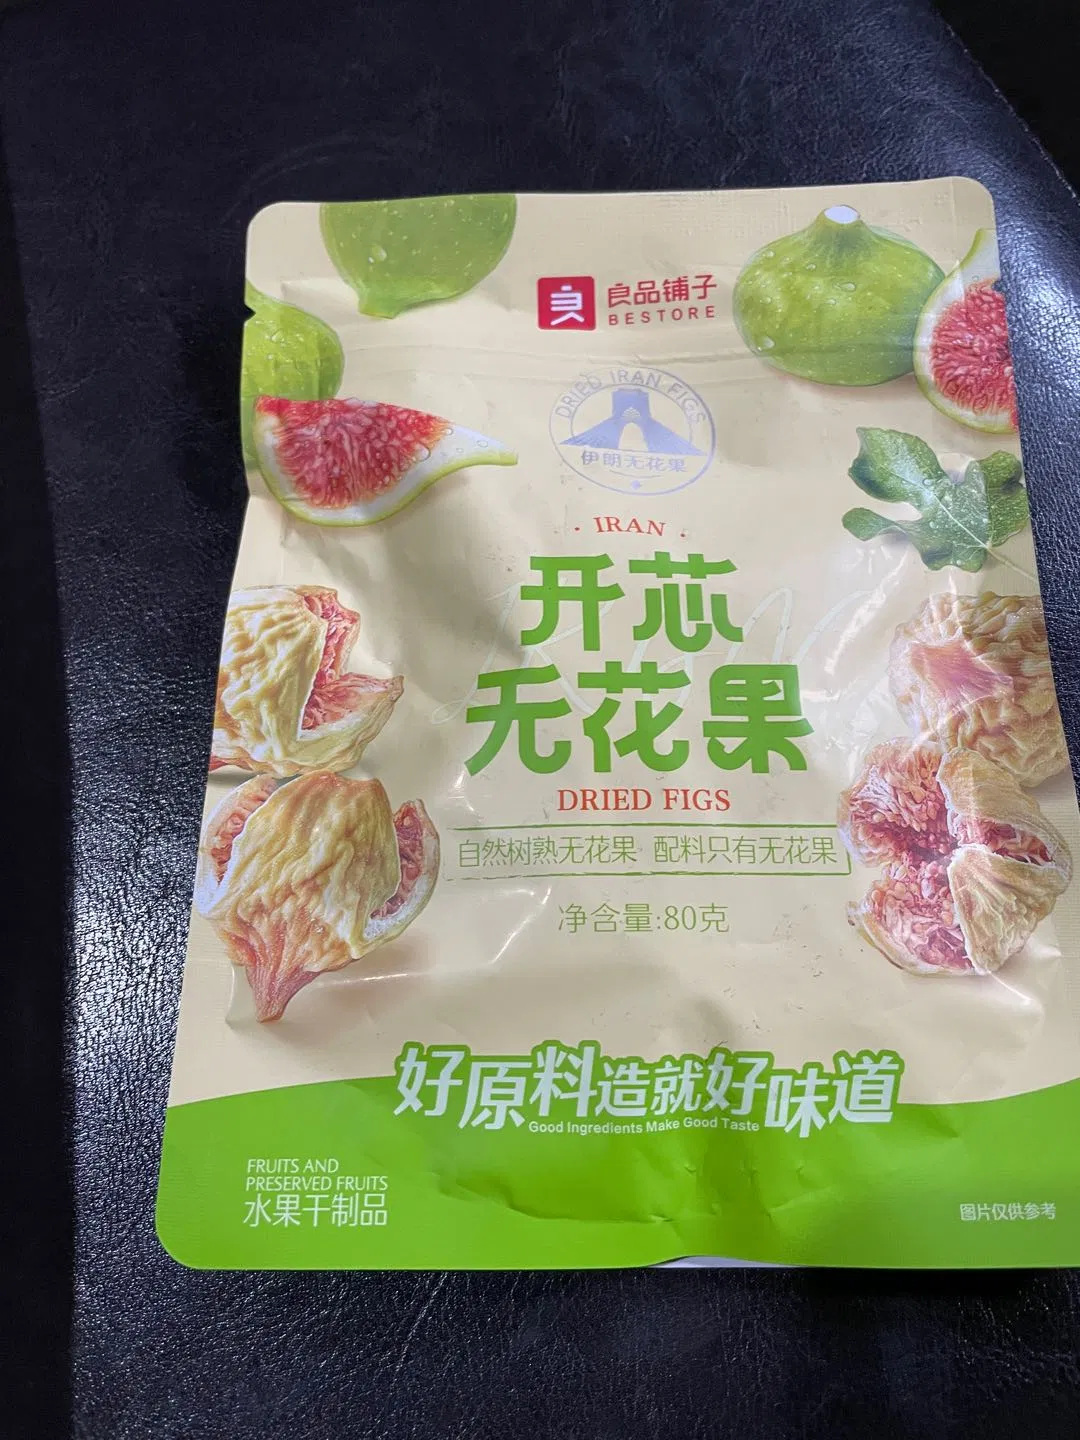 良品铺子
BESTORE
DRIED IRAN FIGS
伊朗无花果
· IRAN ·
开芯
无花果
DRIED FIGS
自然树熟无花果 配料只有无花果
净含量:80克
好原料造就好味道
Good Ingredients Make Good Taste
FRUITS AND
PRESERVED FRUITS
水果干制品
图片仅供参考